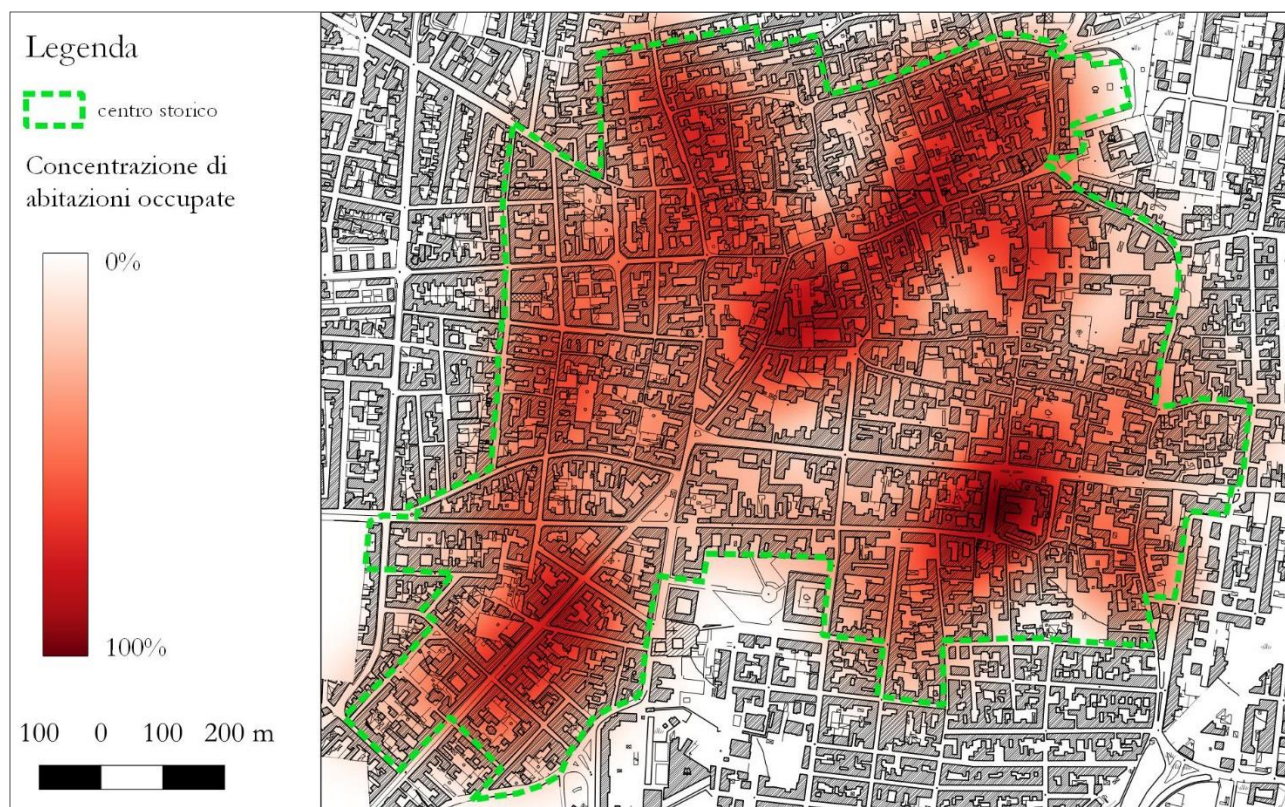 Legenda
centro storico
Concentrazione di
abitazioni occupate
0%
100%
100 0 100 200 m